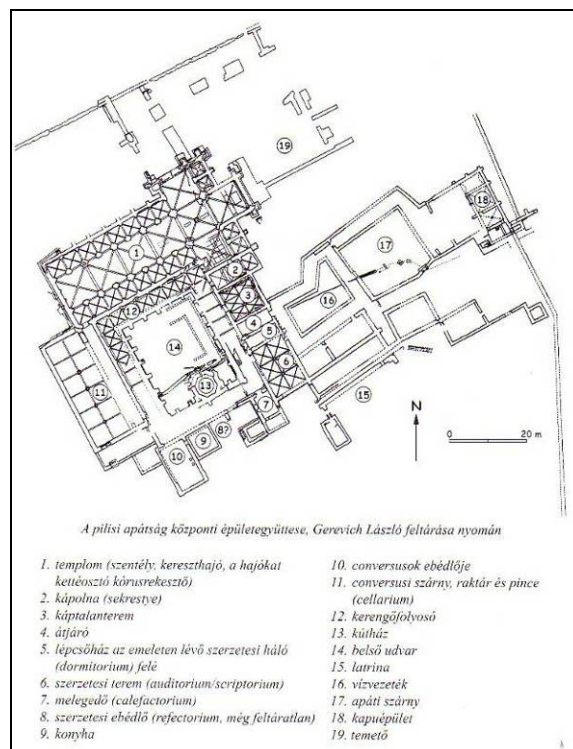 19
18
17
1
2
3
12
4
16
5
14
6
11
13
7
15
8?
9
10
N
0 20 m
A pilisi apátság központi épületegyüttese, Gerevich László feltárása nyomán
1. templom (szentély, kereszthajó, a hajókat
kettéosztó kórusrekesztő)
2. kápolna (sekrestye)
3. káptalanterem
4. átjáró
5. lépcsőház az emeleten lévő szerzetesi háló
(dormitorium) felé
6. szerzetesi terem (auditorium/scriptorium)
7. melegedő (calefactorium)
8. szerzetesi ebédlő (refectorium, még feltáratlan)
9. konyha
10. conversusok ebédlője
11. conversusi szárny, raktár és pince
(cellarium)
12. kerengőfolyosó
13. kútház
14. belső udvar
15. latrina
16. vízvezeték
17. apáti szárny
18. kapuépület
19. temető